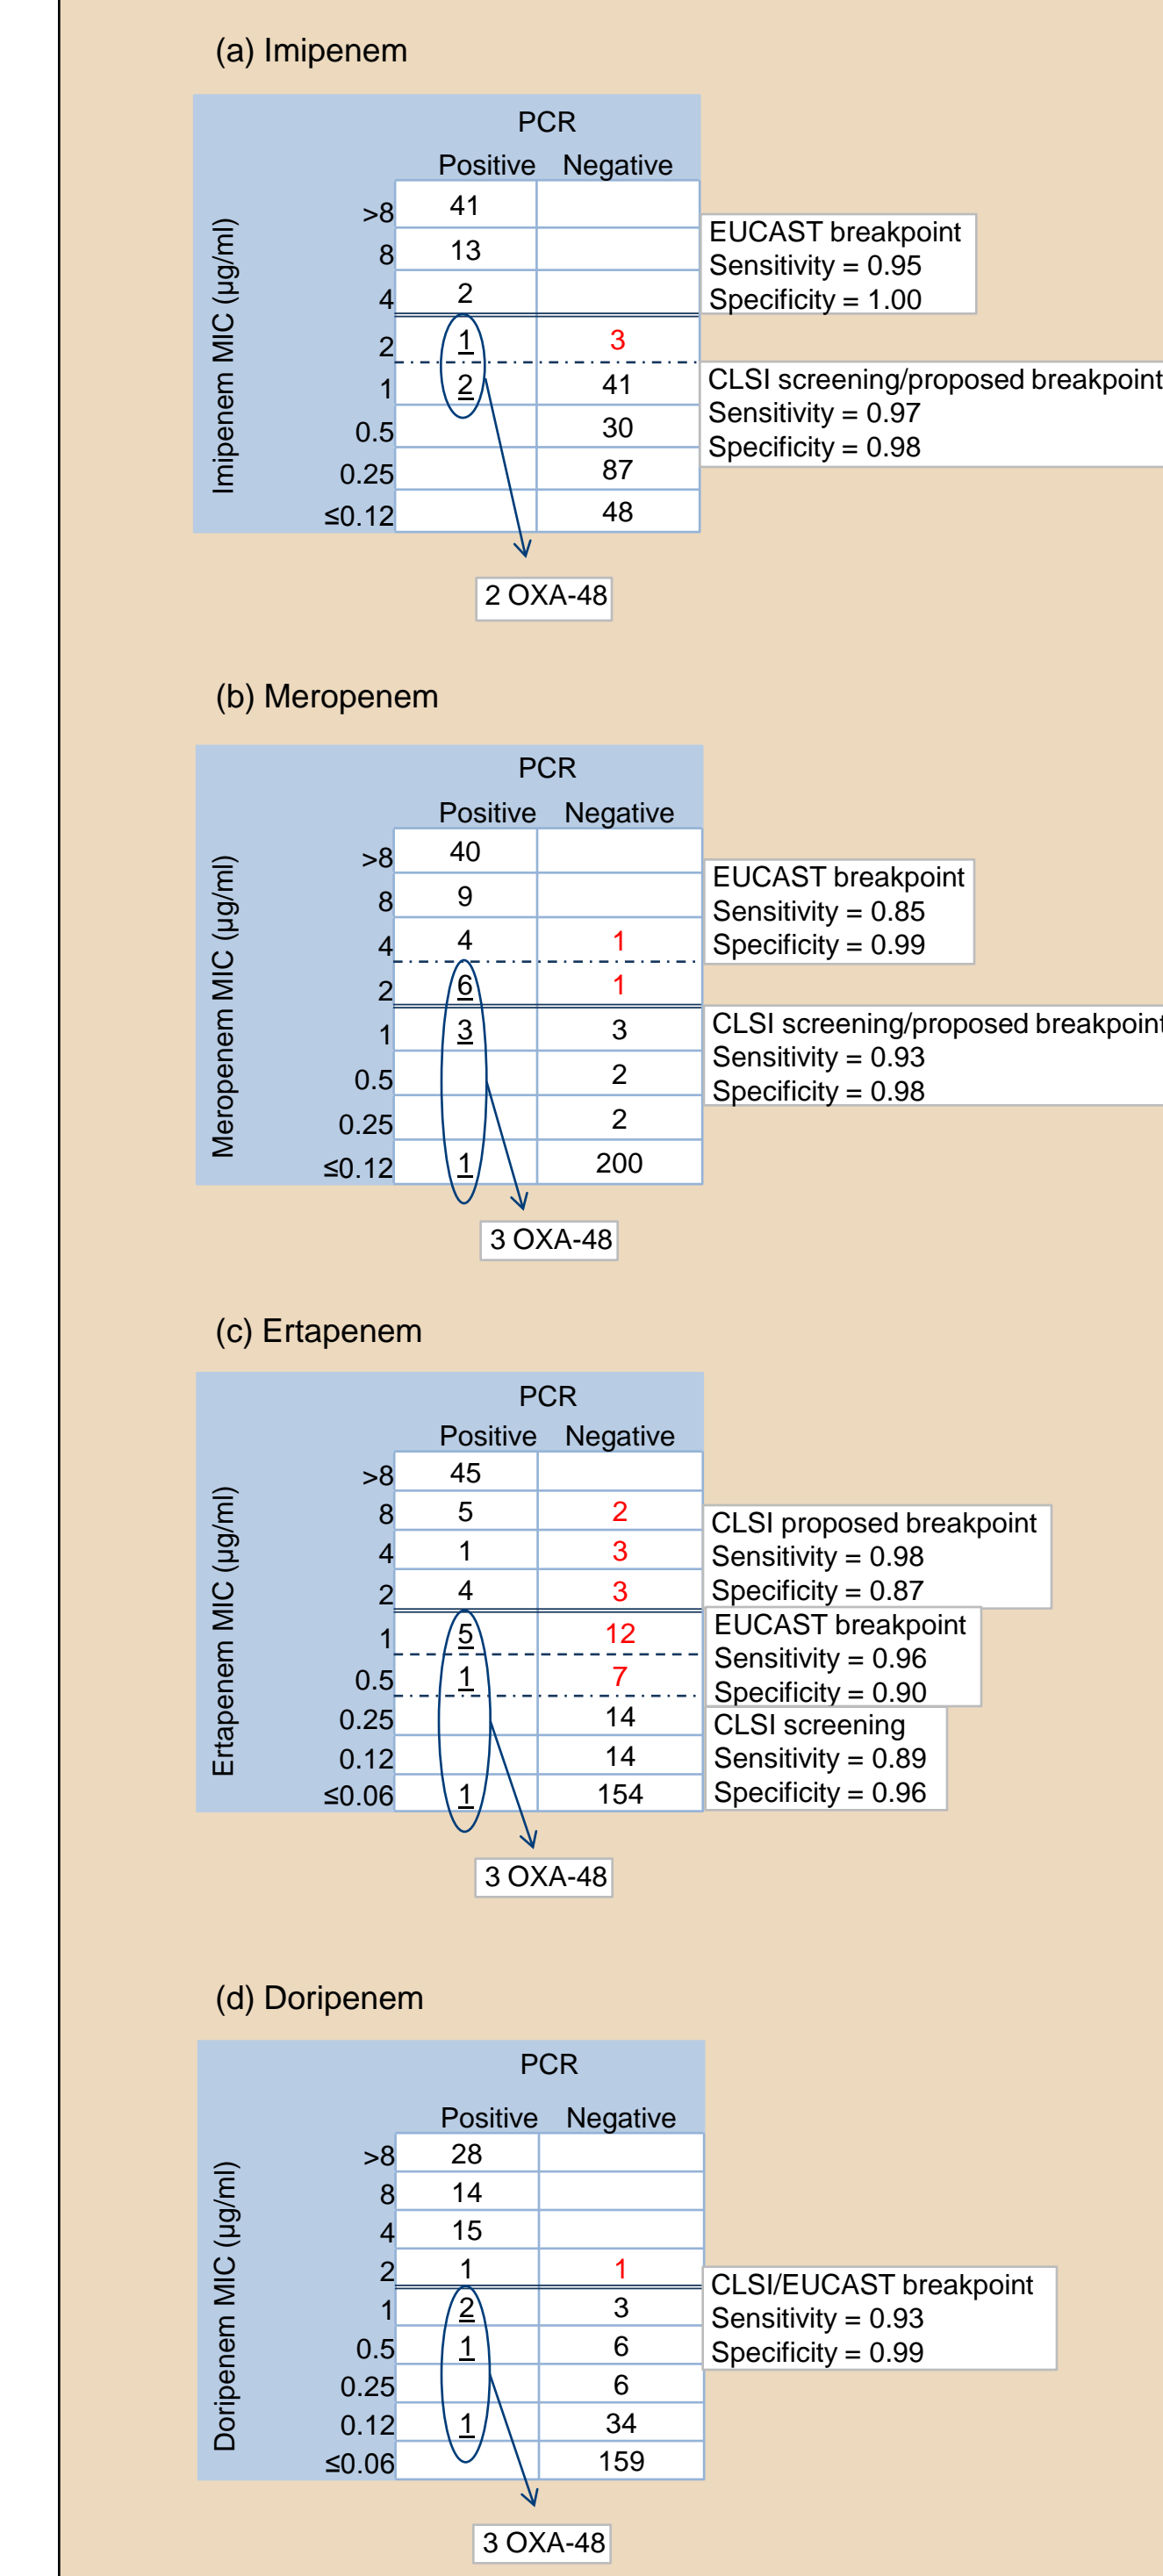 (a) Imipenem
PCR
Positive Negative
Imipenem MIC (µg/ml)
>8 41
8 13
4 2
2 1 3
1 2 41
0.5 30
0.25 87
≤0.12 48
EUCAST breakpoint
Sensitivity = 0.95
Specificity = 1.00
CLSI screening/proposed breakpoint
Sensitivity = 0.97
Specificity = 0.98
2 OXA-48
(b) Meropenem
PCR
Positive Negative
Meropenem MIC (µg/ml)
>8 40
8 9
4 4 1
2 6 1
1 3 3
0.5 2
0.25 2
≤0.12 1 200
EUCAST breakpoint
Sensitivity = 0.85
Specificity = 0.99
CLSI screening/proposed breakpoint
Sensitivity = 0.93
Specificity = 0.98
3 OXA-48
(c) Ertapenem
PCR
Positive Negative
Ertapenem MIC (µg/ml)
>8 45
8 5 2
4 1 3
2 4 3
1 5 12
0.5 1 7
0.25 14
0.12 14
≤0.06 1 154
CLSI proposed breakpoint
Sensitivity = 0.98
Specificity = 0.87
EUCAST breakpoint
Sensitivity = 0.96
Specificity = 0.90
CLSI screening
Sensitivity = 0.89
Specificity = 0.96
3 OXA-48
(d) Doripenem
PCR
Positive Negative
Doripenem MIC (µg/ml)
>8 28
8 14
4 15
2 1 1
1 2 3
0.5 1 6
0.25 6
0.12 1 34
≤0.06 159
CLSI/EUCAST breakpoint
Sensitivity = 0.93
Specificity = 0.99
3 OXA-48